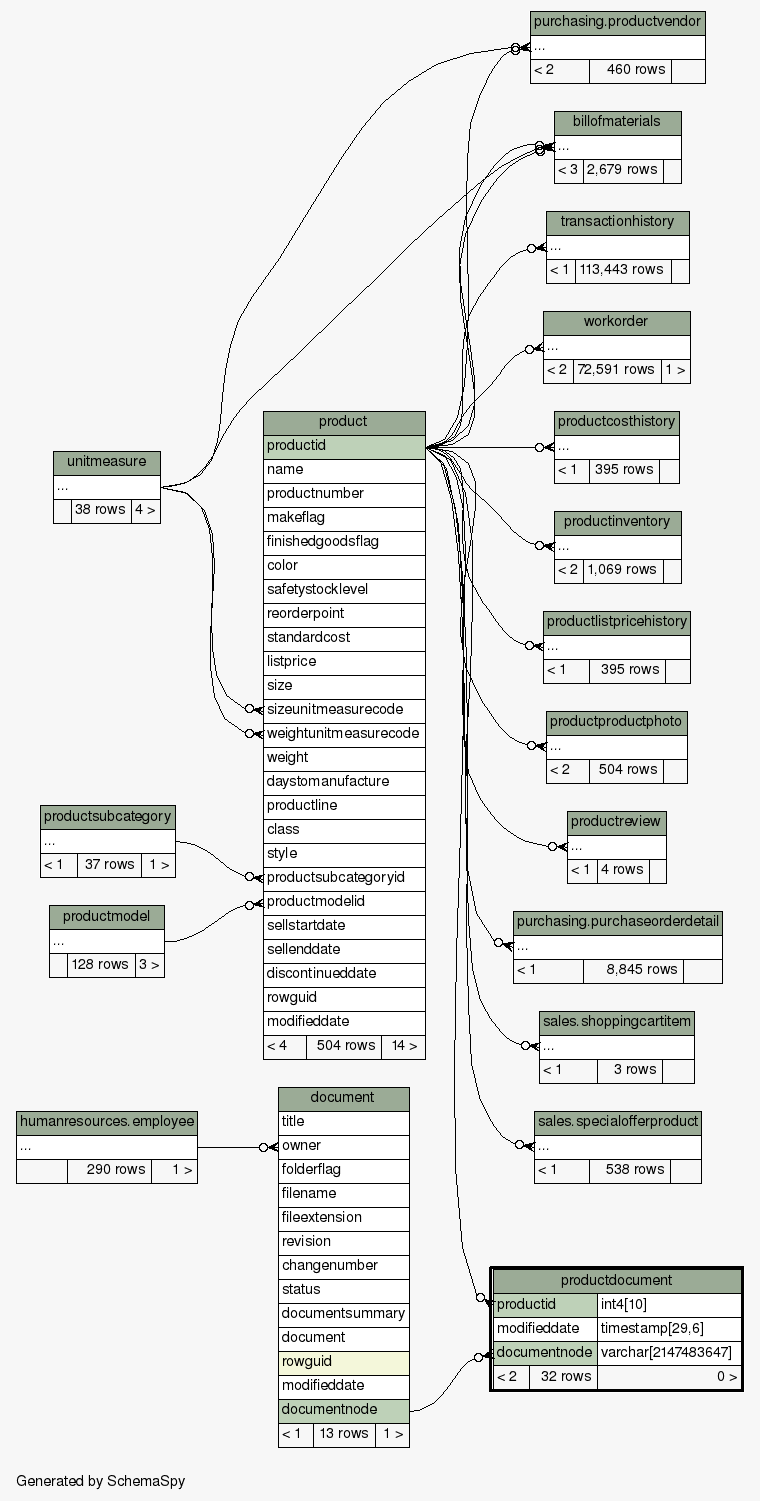 purchasing.productvendor
...
< 2 460 rows
billofmaterials
...
< 3 2,679 rows
transactionhistory
...
< 1 113,443 rows
workorder
...
< 2 72,591 rows 1 >
productcosthistory
...
< 1 395 rows
productinventory
...
< 2 1,069 rows
productlistpricehistory
...
< 1 395 rows
productproductphoto
...
< 2 504 rows
productreview
...
< 1 4 rows
purchasing.purchaseorderdetail
...
< 1 8,845 rows
sales.shoppingcartitem
...
< 1 3 rows
sales.specialofferproduct
...
< 1 538 rows
unitmeasure
...
38 rows 4 >
productsubcategory
...
< 1 37 rows 1 >
productmodel
...
128 rows 3 >
product
productid
name
productnumber
makeflag
finishedgoodsflag
color
safetystocklevel
reorderpoint
standardcost
listprice
size
sizeunitmeasurecode
weightunitmeasurecode
weight
daystomanufacture
productline
class
style
productsubcategoryid
productmodelid
sellstartdate
sellenddate
discontinueddate
rowguid
modifieddate
< 4 504 rows 14 >
humanresources.employee
...
290 rows 1 >
document
title
owner
folderflag
filename
fileextension
revision
changenumber
status
documentsummary
document
rowguid
modifieddate
documentnode
< 1 13 rows 1 >
productdocument
productid int4[10]
modifieddate timestamp[29,6]
documentnode varchar[2147483647]
< 2 32 rows 0 >
Generated by SchemaSpy